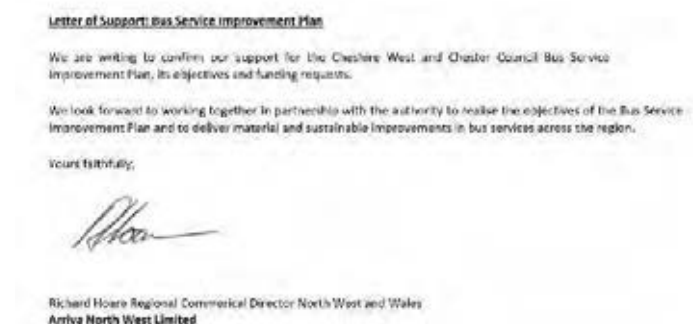 Letter of Support: Bus Service Improvement Plan
We are writing to confirm our support for the Cheshire West and Chester Council Bus Service
Improvement Plan, its objectives and funding requests.
We look forward to working together in partnership with the authority to realise the objectives of the Bus Service
Improvement Plan and to deliver material and sustainable improvements in bus services across the region.
Yours faithfully,
Richard Hoare Regional Commerical Director North West and Wales
Arriva North West Limited